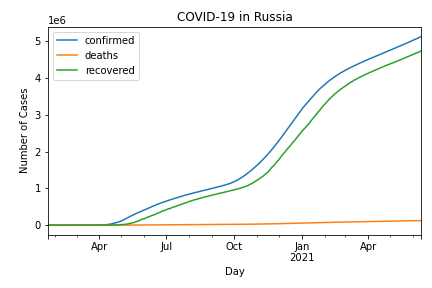 COVID-19 in Russia
1e6
confirmed
deaths
recovered
Number of Cases
5
4
3
2
1
0
Apr
Jul
Oct
Jan
2021
Apr
Day